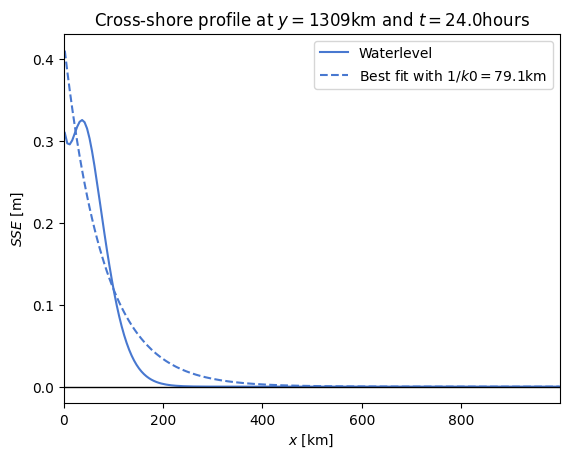 Cross-shore profile at y = 1309km and t = 24.0hours
Waterlevel
Best fit with 1/k0 = 79.1km
SSE [m]
0.4
0.3
0.2
0.1
0.0
0 200 400 600 800
x [km]